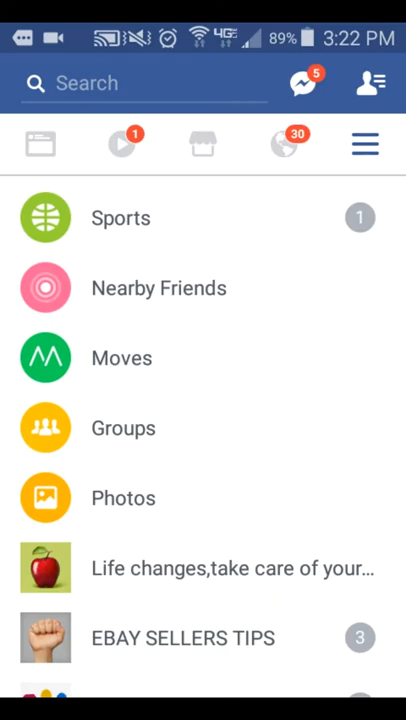 4GE 89% 3:22 PM
Search 5
1 30
Sports 1
Nearby Friends
Moves
Groups
Photos
Life changes,take care of your...
EBAY SELLERS TIPS 3